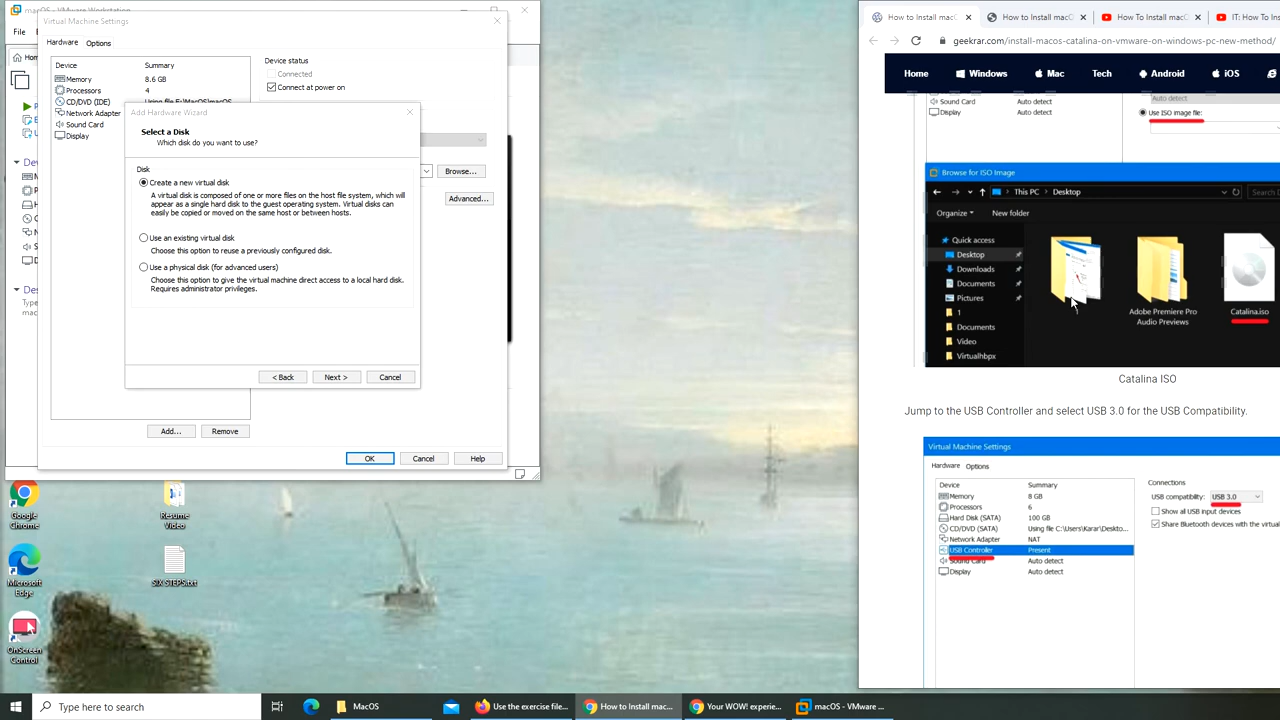 macOS - VMware Workstation
Virtual Machine Settings
File
Hardware
Options
Device
Summary
Memory
8.6 GB
Processors
4
CD/DVD (IDE)
Using file E:\MacOS\macOS
Network Adapter
Sound Card
Display
Device status
Connected
Connect at power on
Browse...
Advanced...
Add Hardware Wizard
Select a Disk
Which disk do you want to use?
Disk
Create a new virtual disk
A virtual disk is composed of one or more files on the host file system, which will
appear as a single hard disk to the guest operating system. Virtual disks can
easily be copied or moved on the same host or between hosts.
Use an existing virtual disk
Choose this option to reuse a previously configured disk.
Use a physical disk (for advanced users)
Choose this option to give the virtual machine direct access to a local hard disk.
Requires administrator privileges.
< Back
Next >
Cancel
Add...
Remove
OK
Cancel
Help
Google
Chrome
Resume
Video
Microsoft
Edge
SIX STEPS.txt
OnScreen
Control
How to Install mac
How to Install mac
How To Install mac
IT: How to Inst
geekrar.com/install-macos-catalina-on-vmware-on-windows-pc-new-method/
Home
Windows
Mac
Tech
Android
iOS
Sound Card
Auto detect
Display
Auto detect
Auto detect
Use ISO image file:
Browse for ISO Image
This PC
Desktop
Organize
New folder
Quick access
Desktop
Downloads
Documents
Pictures
1
Documents
Video
Virtualhbpx
1
Adobe Premiere Pro
Audio Previews
Catalina.iso
Catalina ISO
Jump to the USB Controller and select USB 3.0 for the USB Compatibility.
Virtual Machine Settings
Hardware
Options
Device
Summary
Memory
8 GB
Processors
6
Hard Disk (SATA)
100 GB
CD/DVD (SATA)
Using file C:\Users\Karar\Deskto...
Network Adapter
NAT
USB Controller
Present
Sound Card
Auto detect
Display
Auto detect
Connections
USB compatibility:
USB 3.0
Show all USB input devices
Share Bluetooth devices with the virtual
Type here to search
MacOS
Use the exercise file...
How to Install mac...
Your WOW! experie...
macOS - VMware ...